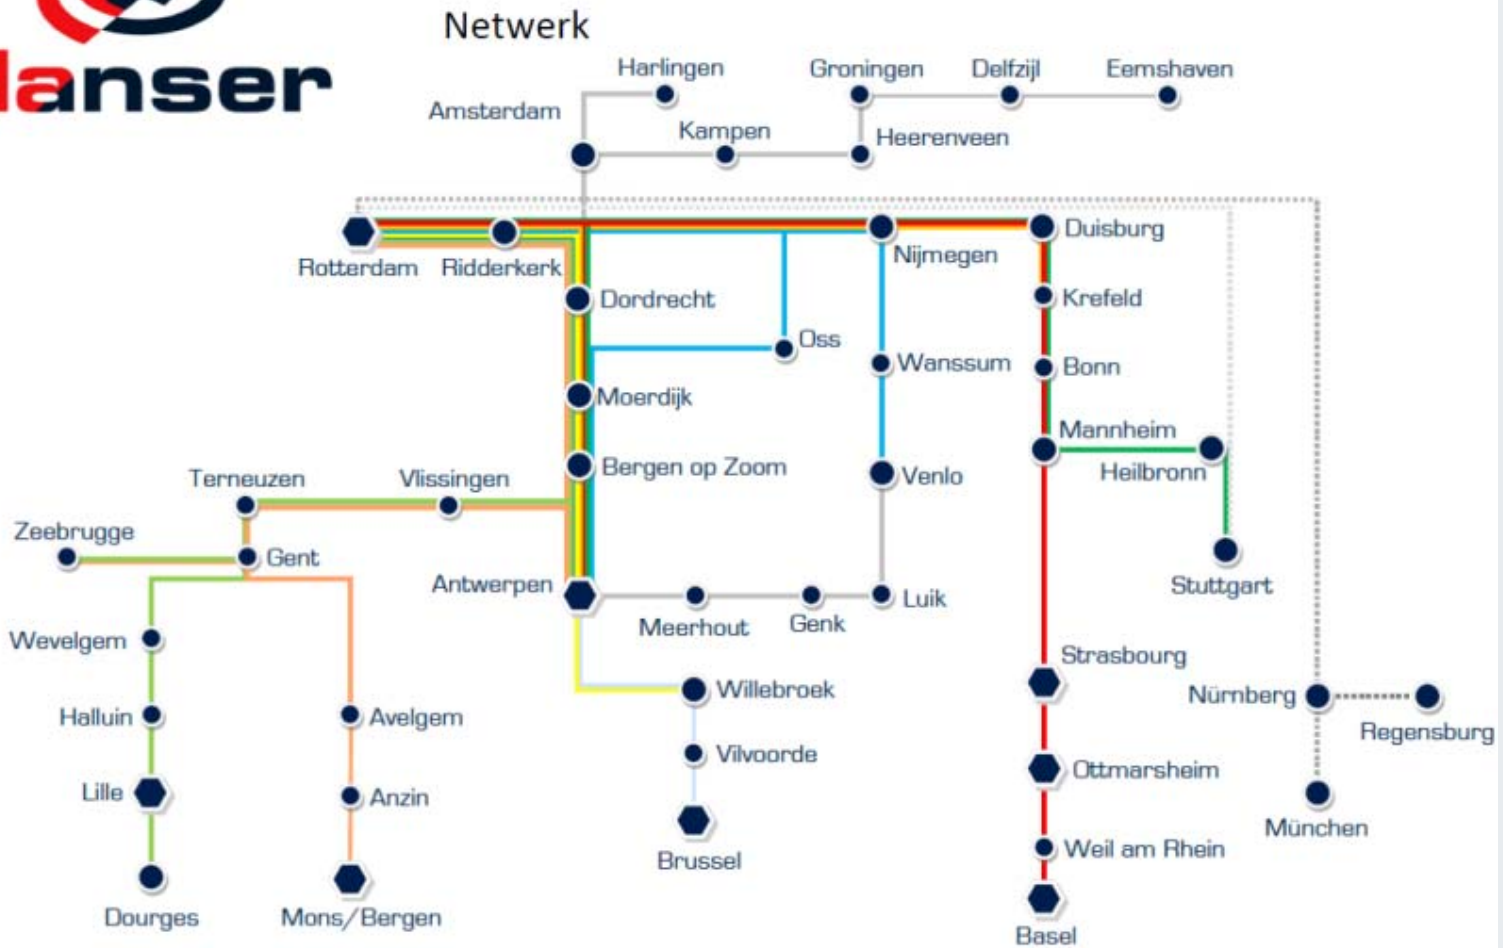 Netwerk
Harlingen
Groningen
Delfzijl
Eemshaven
anser
Amsterdam
Kampen
Heerenveen
Rotterdam
Ridderkerk
Nijmegen
Duisburg
Dordrecht
Krefeld
Oss
Wanssum
Bonn
Moerdijk
Mannheim
Heilbronn
Bergen op Zoom
Venlo
Terneuzen
Vlissingen
Zeebrugge
Gent
Antwerpen
Stuttgart
Meerhout
Genk
Luik
Wevelgem
Strasbourg
Willebroek
Nürnberg
Regensburg
Halluin
Avelgem
Vilvoorde
Ottmarsheim
Lille
Anzin
München
Brussel
Weil am Rhein
Dourges
Mons/Bergen
Basel